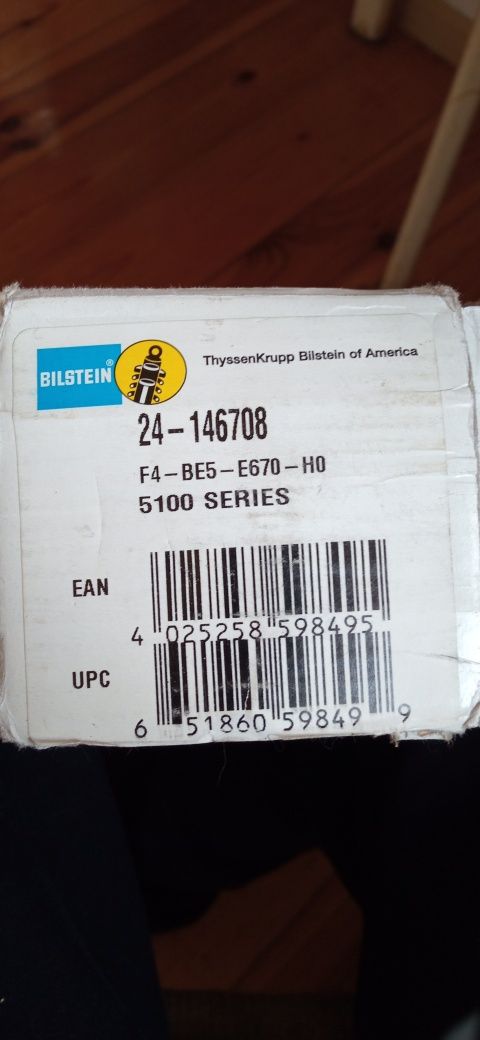 BILSTEIN®
ThyssenKrupp Bilstein of America
24-146708
F4-BE5-E670-H0
5100 SERIES
EAN
4 025258 598495
UPC
6 51860 59849 9